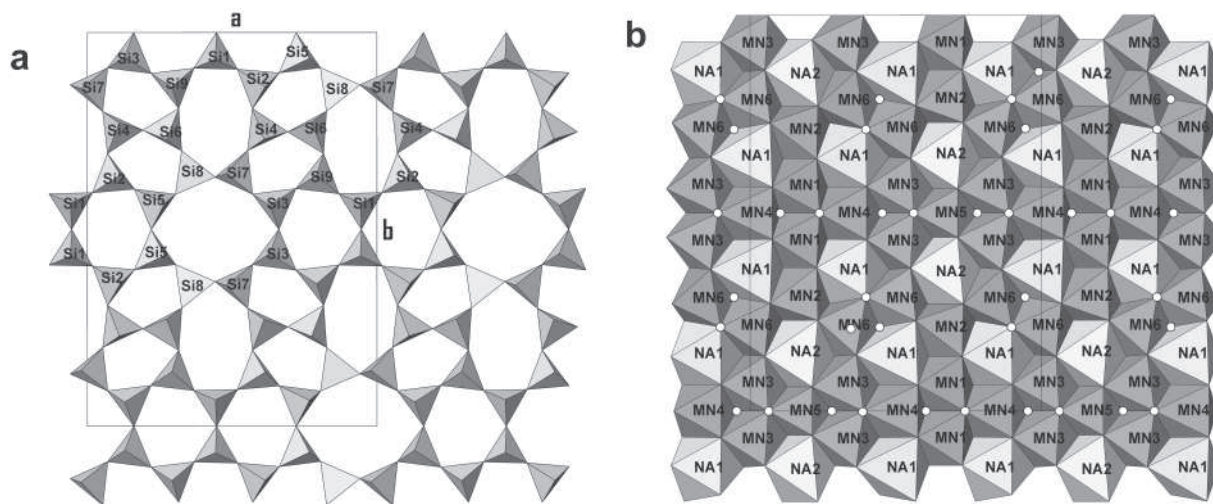 a
a
Si3 Si1 Si5
Si7 Si9 Si2 Si8 Si7
Si4 Si6 Si4 Si6 Si4
Si2 Si8 Si7 Si9 Si2
Si1 Si5 Si3 Si1
b
Si1 Si5 Si3
Si2 Si8 Si7
b
MN3 MN1 MN3
NA1 NA2 NA1 NA1 NA2 NA1
MN6 MN6 MN2 MN6
MN6 MN2 MN6 MN6 MN2 MN6
NA1 NA1 NA2 NA1 NA1
MN3 MN1 MN3 MN3 MN1 MN3
MN4 MN4 MN5 MN4 MN4
MN3 MN1 MN3 MN3 MN1 MN3
NA1 NA1 NA2 NA1 NA1
MN6 MN2 MN6 MN6 MN2 MN6
MN6 MN6 MN2 MN6 MN6
NA1 NA2 NA1 NA1 NA2 NA1
MN3 MN3 MN1 MN3 MN3
MN4 MN5 MN4 MN4 MN5 MN4
MN3 MN3 MN1 MN3 MN3
NA1 NA2 NA1 NA1 NA2 NA1